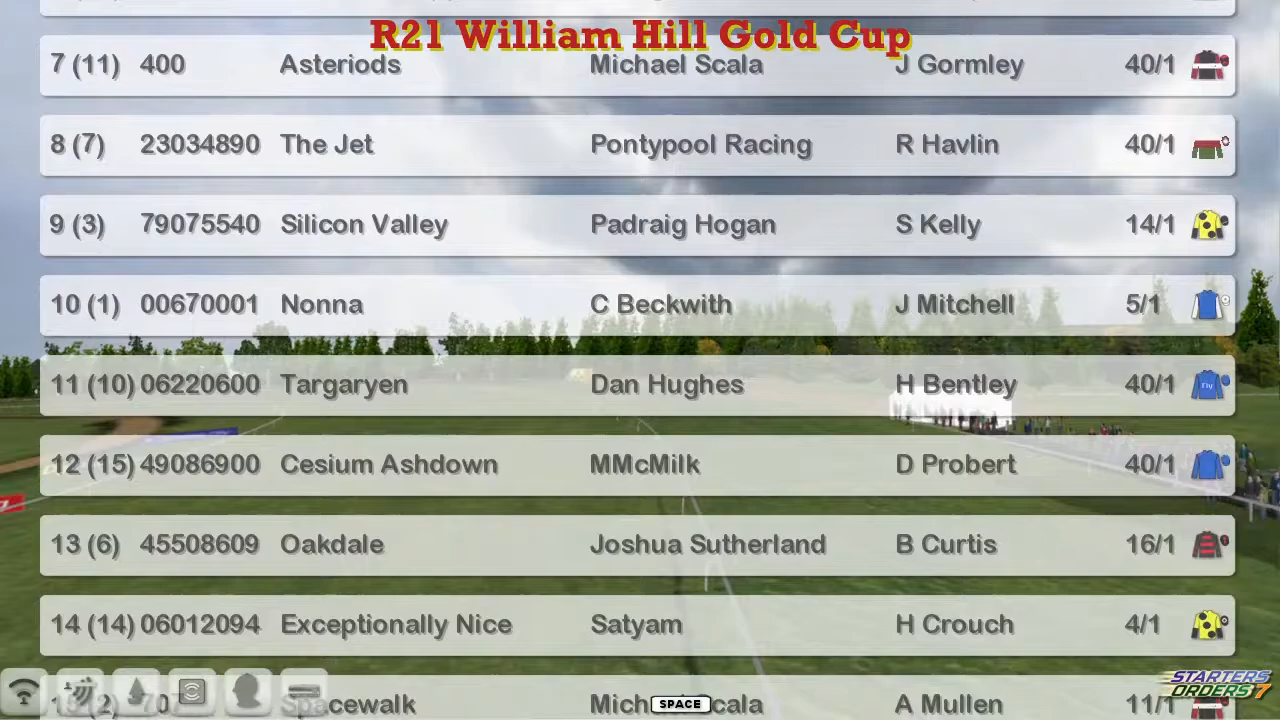 R21 William Hill Gold Cup
7 (11) 400 Asteriods Michael Scala J Gormley 40/1
8 (7) 23034890 The Jet Pontypool Racing R Havlin 40/1
9 (3) 79075540 Silicon Valley Padraig Hogan S Kelly 14/1
10 (1) 00670001 Nonna C Beckwith J Mitchell 5/1
11 (10) 06220600 Targaryen Dan Hughes H Bentley 40/1
12 (15) 49086900 Cesium Ashdown MMcMilk D Probert 40/1
13 (6) 45508609 Oakdale Joshua Sutherland B Curtis 16/1
14 (14) 06012094 Exceptionally Nice Satyam H Crouch 4/1
(2) Spacewalk A Mullen 11/1
SPACE
STARTERS
ORDERS 7